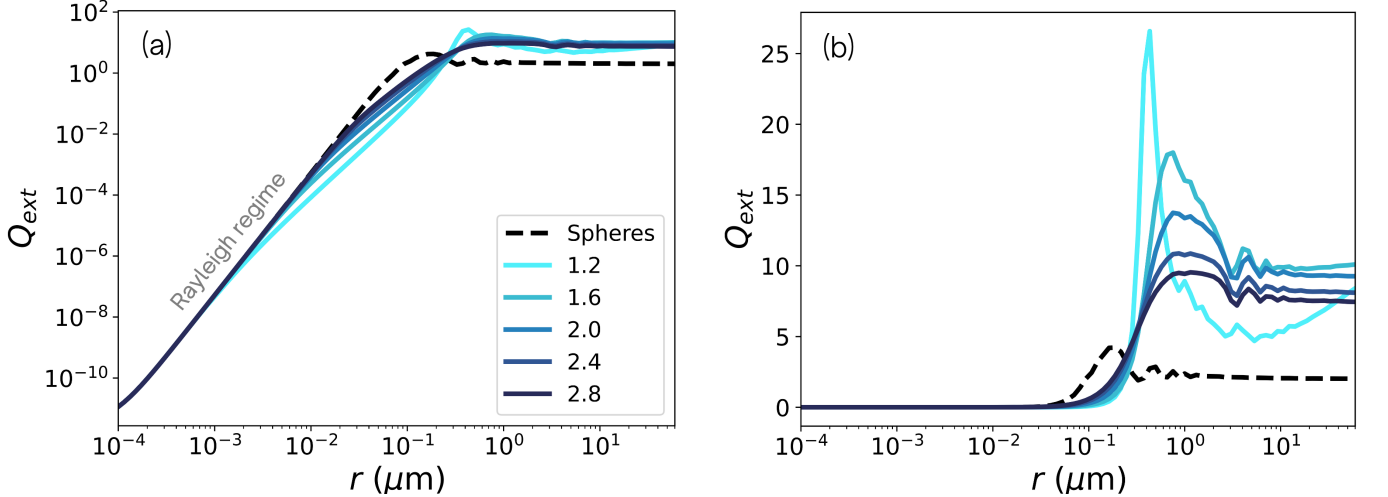 (a)
Q_ext
10^2
10^0
10^−2
10^−4
10^−6
10^−8
10^−10
Rayleigh regime
Spheres
1.2
1.6
2.0
2.4
2.8
10^−4 10^−3 10^−2 10^−1 10^0 10^1
r (μm)
(b)
Q_ext
25
20
15
10
5
0
10^−4 10^−3 10^−2 10^−1 10^0 10^1
r (μm)